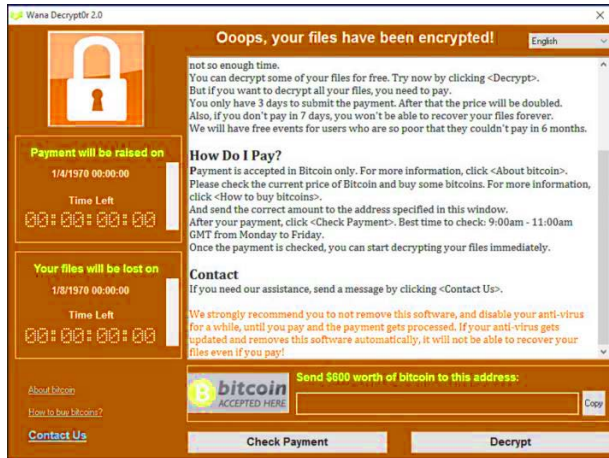 Wana Decrypt0r 2.0
Ooops, your files have been encrypted!
English
not so enough time.
You can decrypt some of your files for free. Try now by clicking <Decrypt>.
But if you want to decrypt all your files, you need to pay.
You only have 3 days to submit the payment. After that the price will be doubled.
Also, if you don't pay in 7 days, you won't be able to recover your files forever.
We will have free events for users who are so poor that they couldn't pay in 6 months.
How Do I Pay?
Payment is accepted in Bitcoin only. For more information, click <About bitcoin>.
Please check the current price of Bitcoin and buy some bitcoins. For more information,
click <How to buy bitcoins>.
And send the correct amount to the address specified in this window.
After your payment, click <Check Payment>. Best time to check: 9:00am - 11:00am
GMT from Monday to Friday.
Once the payment is checked, you can start decrypting your files immediately.
Contact
If you need our assistance, send a message by clicking <Contact Us>.
We strongly recommend you to not remove this software, and disable your anti-virus
for a while, until you pay and the payment gets processed. If your anti-virus gets
updated and removes this software automatically, it will not be able to recover your
files even if you pay!
Payment will be raised on
1/4/1970 00:00:00
Time Left
00:00:00:00
Your files will be lost on
1/8/1970 00:00:00
Time Left
00:00:00:00
About bitcoin
How to buy bitcoins?
Contact Us
bitcoin
ACCEPTED HERE
Send $600 worth of bitcoin to this address:
Copy
Check Payment
Decrypt